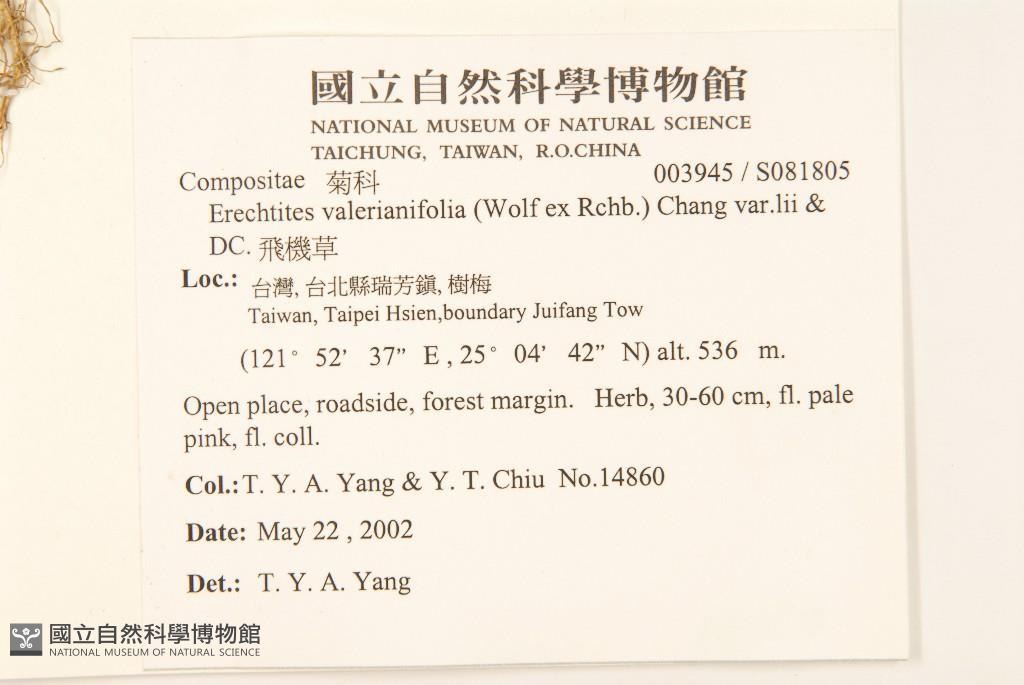 國立自然科學博物館
NATIONAL MUSEUM OF NATURAL SCIENCE
TAICHUNG, TAIWAN, R.O.CHINA
Compositae 菊科 003945 / S081805
Erechtites valerianifolia (Wolf ex Rchb.) Chang var.lii &
DC. 飛機草
Loc.: 台灣, 台北縣瑞芳鎮, 樹梅
Taiwan, Taipei Hsien,boundary Juifang Tow
(121° 52’ 37” E , 25° 04’ 42” N) alt. 536 m.
Open place, roadside, forest margin. Herb, 30-60 cm, fl. pale
pink, fl. coll.
Col.: T. Y. A. Yang & Y. T. Chiu No.14860
Date: May 22 , 2002
Det.: T. Y. A. Yang
國立自然科學博物館
NATIONAL MUSEUM OF NATURAL SCIENCE